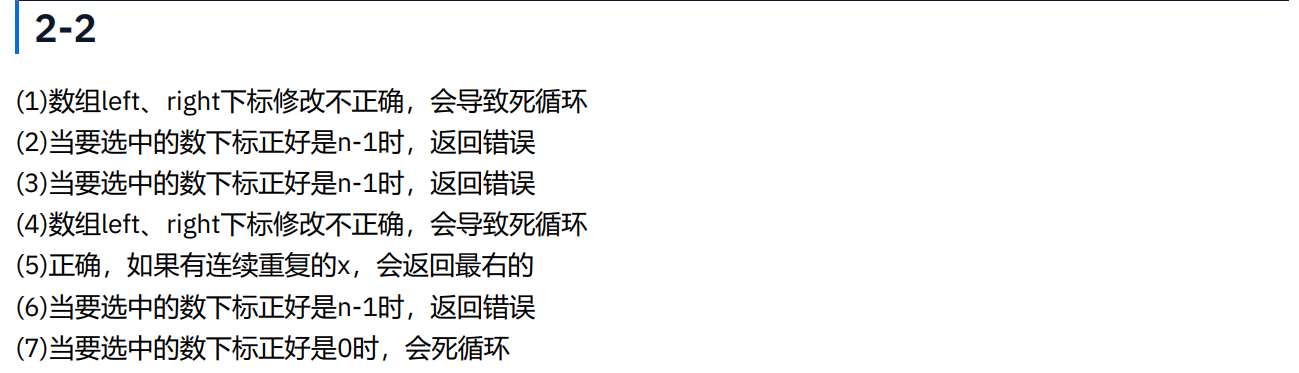 2-2
(1)数组left、right下标修改不正确，会导致死循环
(2)当要选中的数下标正好是n-1时，返回错误
(3)当要选中的数下标正好是n-1时，返回错误
(4)数组left、right下标修改不正确，会导致死循环
(5)正确，如果有连续重复的x，会返回最右的
(6)当要选中的数下标正好是n-1时，返回错误
(7)当要选中的数下标正好是0时，会死循环